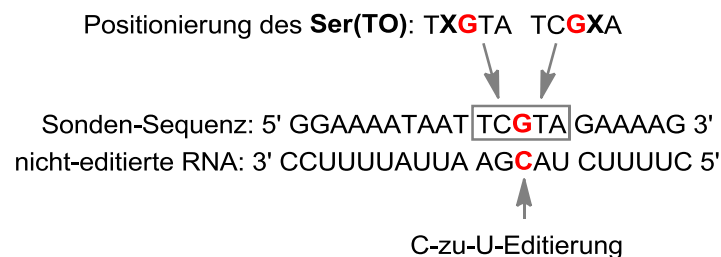 Positionierung des Ser(TO): TXGTA TCGXA
Sonden-Sequenz: 5' GGAAAATAAT TCGTA GAAAAG 3'
nicht-editierte RNA: 3' CCUUUUAUUA AGCAU CUUUUC 5'
C-zu-U-Editierung